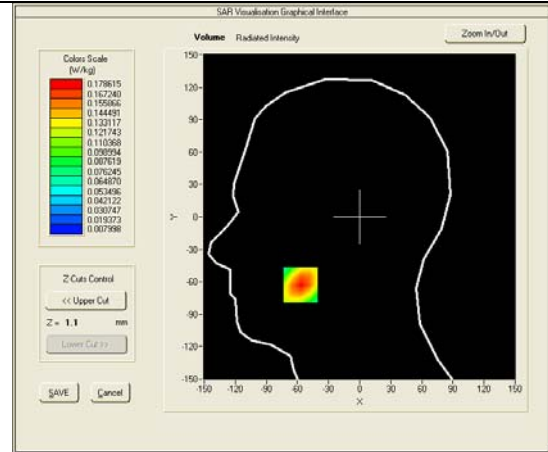 SAR Visualisation Graphical Interface
Volume Radiated Intensity
Zoom In/Out
Colors Scale
(W/kg)
0.178615
0.167240
0.155866
0.144491
0.133117
0.121743
0.110368
0.098994
0.087619
0.076245
0.064870
0.053496
0.042122
0.030747
0.019373
0.007998
Z Cuts Control
<< Upper Cut
Z = 1.1 mm
Lower Cut >>
SAVE Cancel
150
120
90
60
30
0
-30
-60
-90
-120
-150
Y
-150 -120 -90 -60 -30 0 30 60 90 120 150
X